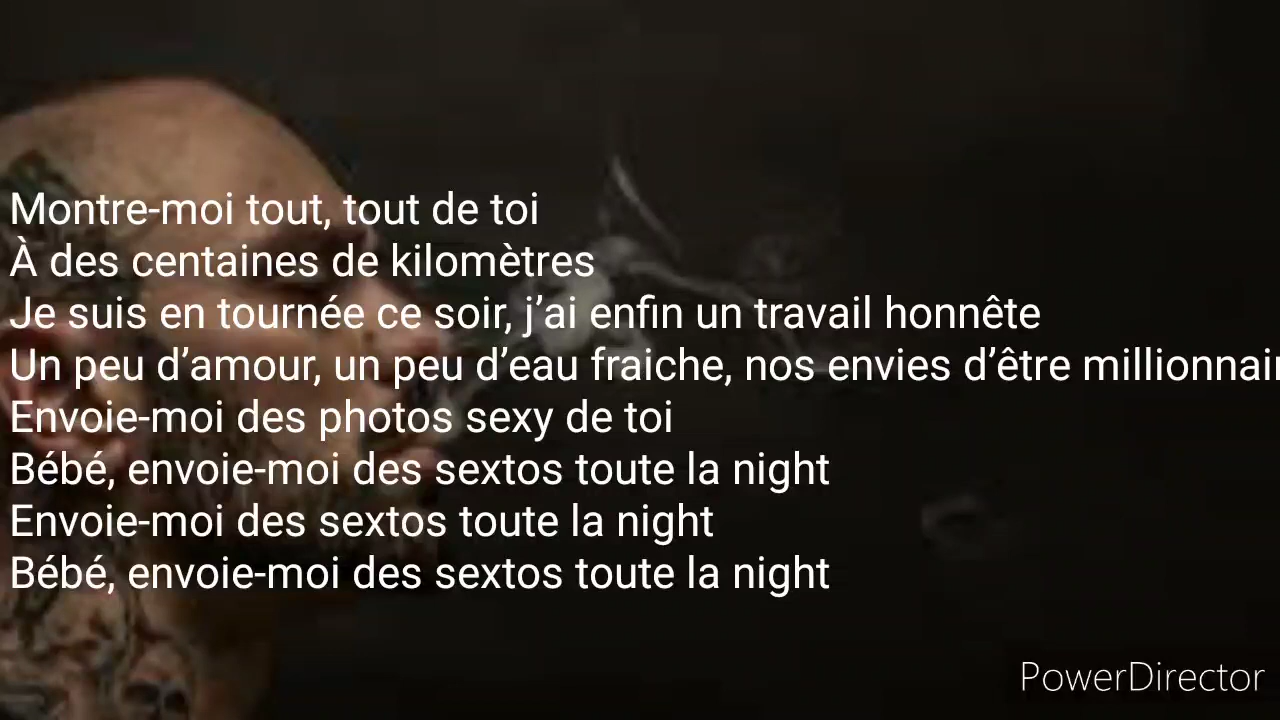 Montre-moi tout, tout de toi
À des centaines de kilomètres
Je suis en tournée ce soir, j’ai enfin un travail honnête
Un peu d’amour, un peu d’eau fraiche, nos envies d’être millionnai
Envoie-moi des photos sexy de toi
Bébé, envoie-moi des sextos toute la night
Envoie-moi des sextos toute la night
Bébé, envoie-moi des sextos toute la night
PowerDirector